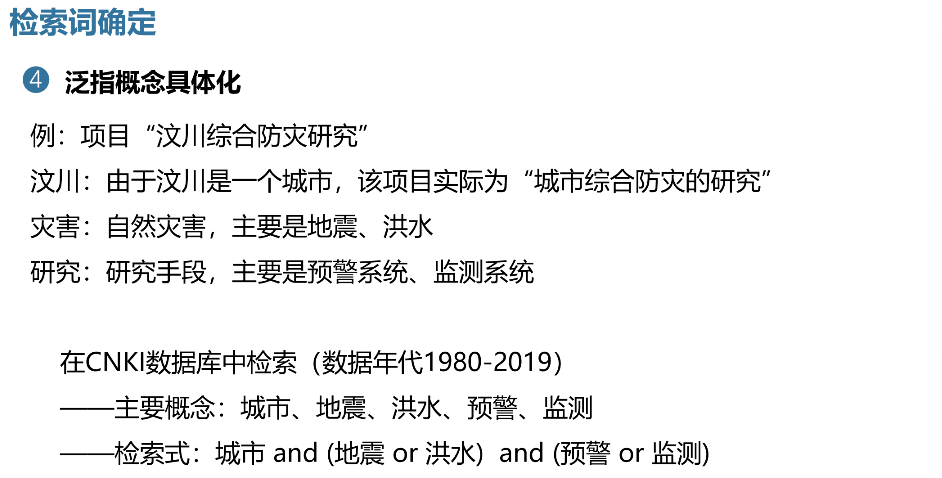 检索词确定
4 泛指概念具体化
例：项目“汶川综合防灾研究”
汶川：由于汶川是一个城市，该项目实际为“城市综合防灾的研究”
灾害：自然灾害，主要是地震、洪水
研究：研究手段，主要是预警系统、监测系统
在CNKI数据库中检索（数据年代1980-2019）
——主要概念：城市、地震、洪水、预警、监测
——检索式：城市 and (地震 or 洪水) and (预警 or 监测)